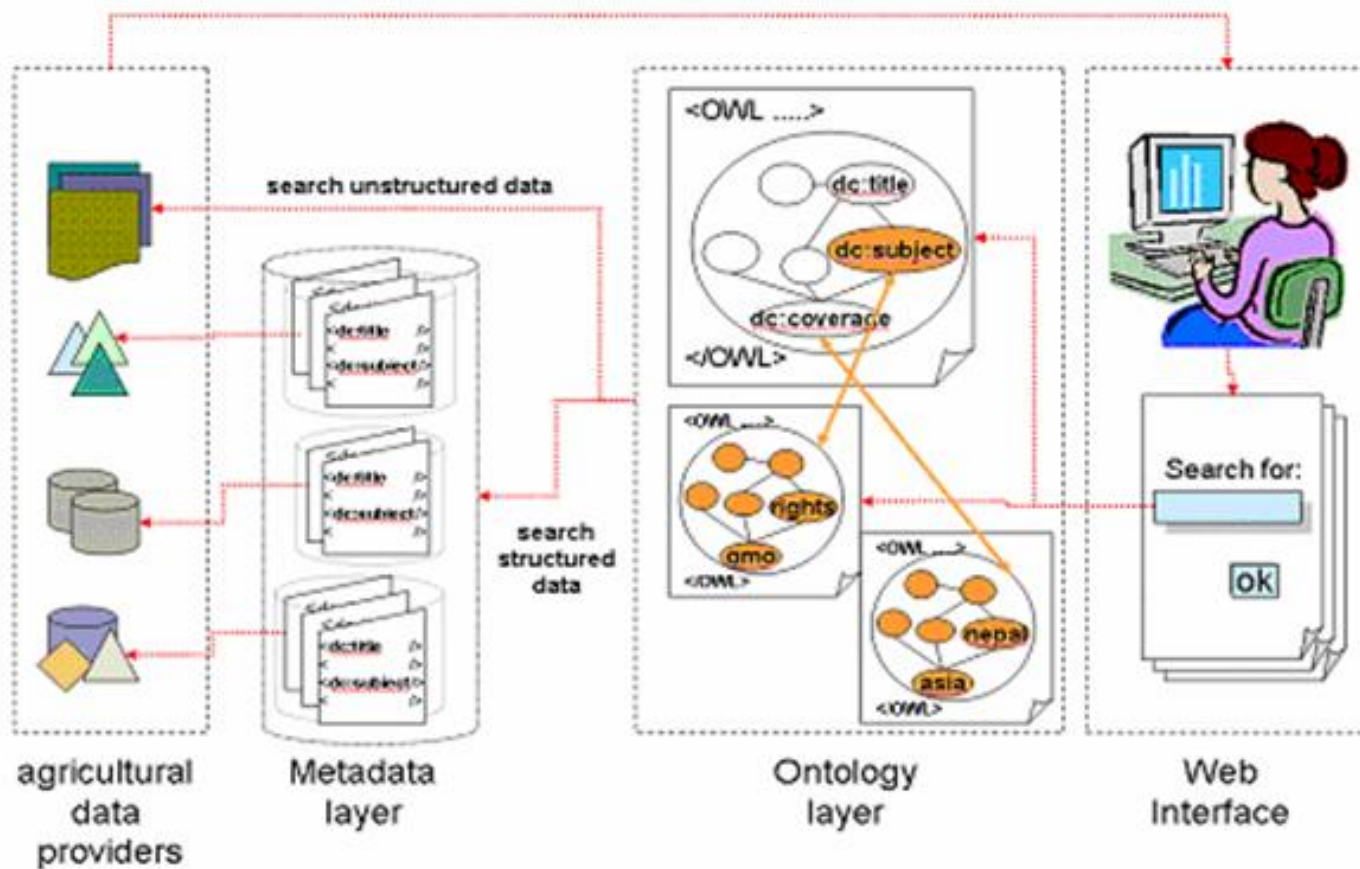 <OWL .....>
dc:title
dc:subject
dc:coverage
</OWL>
search unstructured data
<dc:title />
< />
<dc:subject/>
< />
<dc:title />
< />
<dc:subject/>
< />
<dc:title />
< />
<dc:subject/>
< />
search
structured
data
<OWL ....>
rights
gmo
</OWL>
<OWL ....>
nepal
asia
<OWL>
Search for:
ok
agricultural
data
providers
Metadata
layer
Ontology
layer
Web
Interface